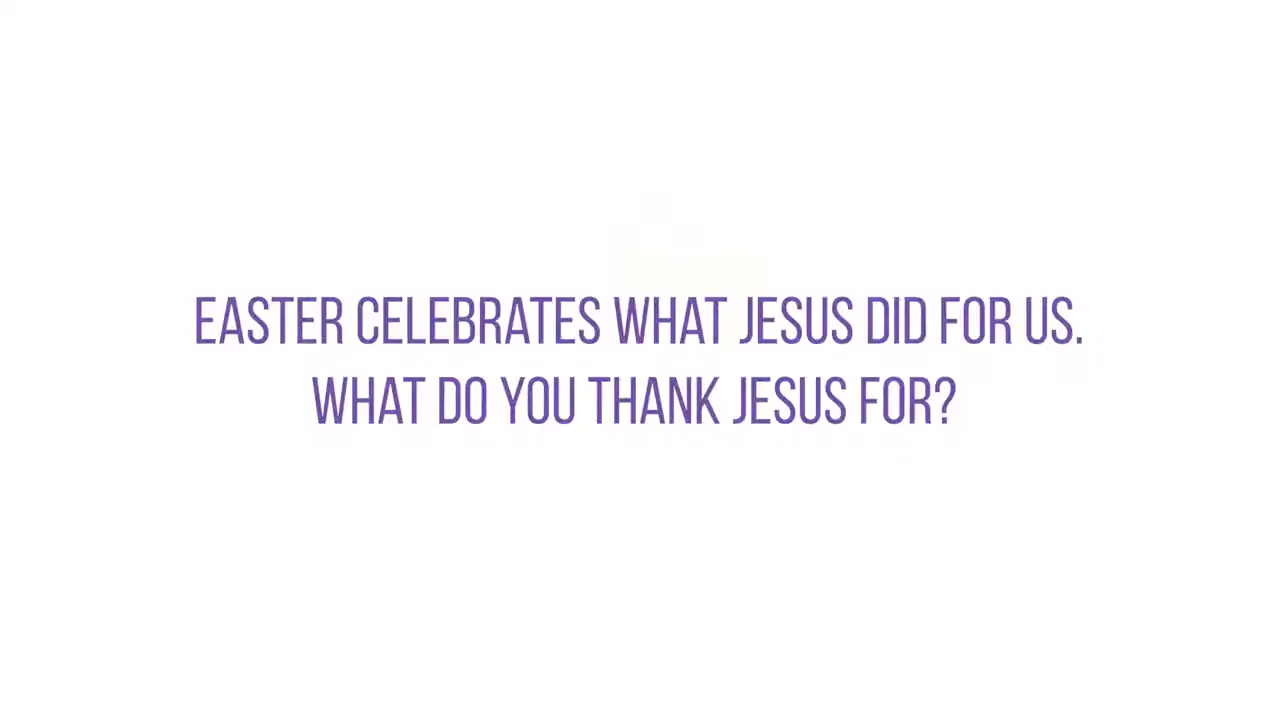 EASTER CELEBRATES WHAT JESUS DID FOR US.
WHAT DO YOU THANK JESUS FOR?